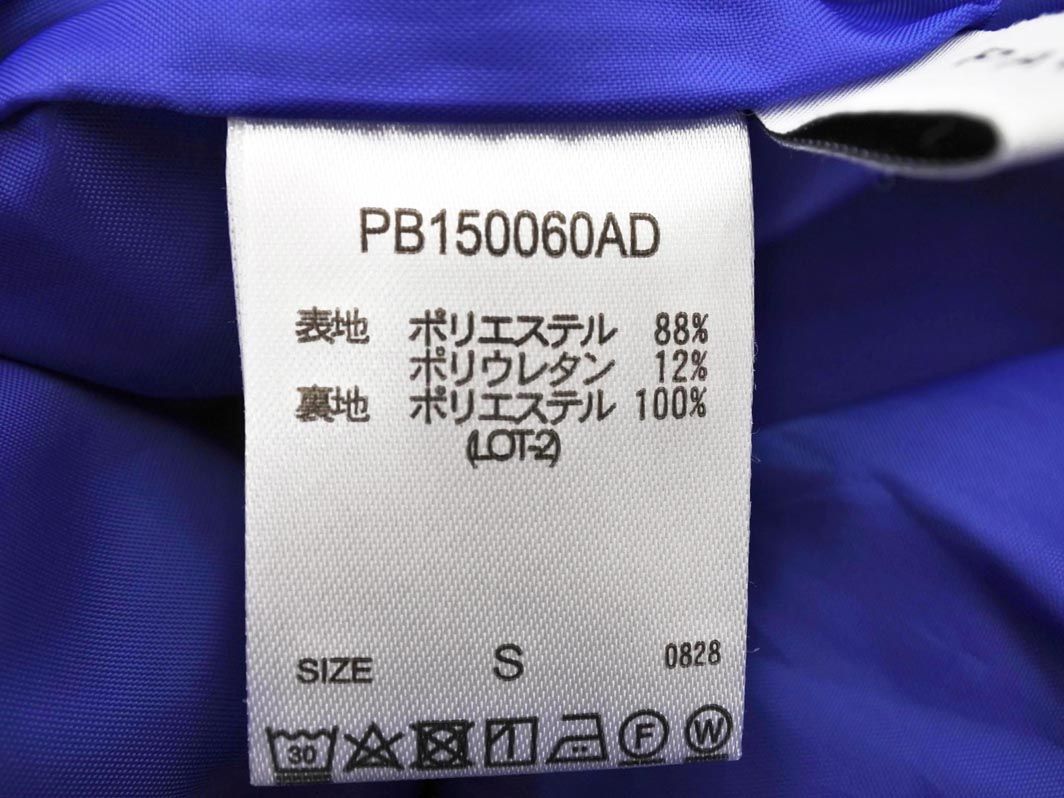 PB150060AD
表地 ポリエステル 88%
ポリウレタン 12%
裏地 ポリエステル 100%
(LOT-2)
SIZE S 0828
30 F W